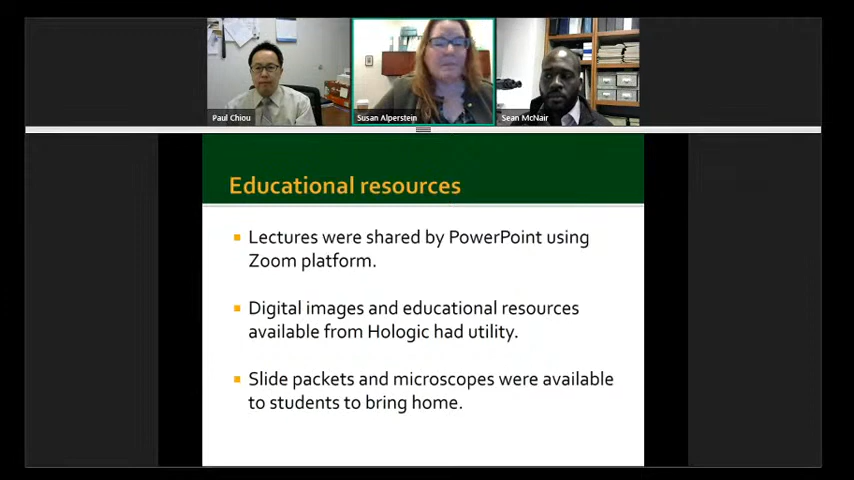 Paul Chiou
Susan Alperstein
Sean McNair
Educational resources
Lectures were shared by PowerPoint using
Zoom platform.
Digital images and educational resources
available from Hologic had utility.
Slide packets and microscopes were available
to students to bring home.